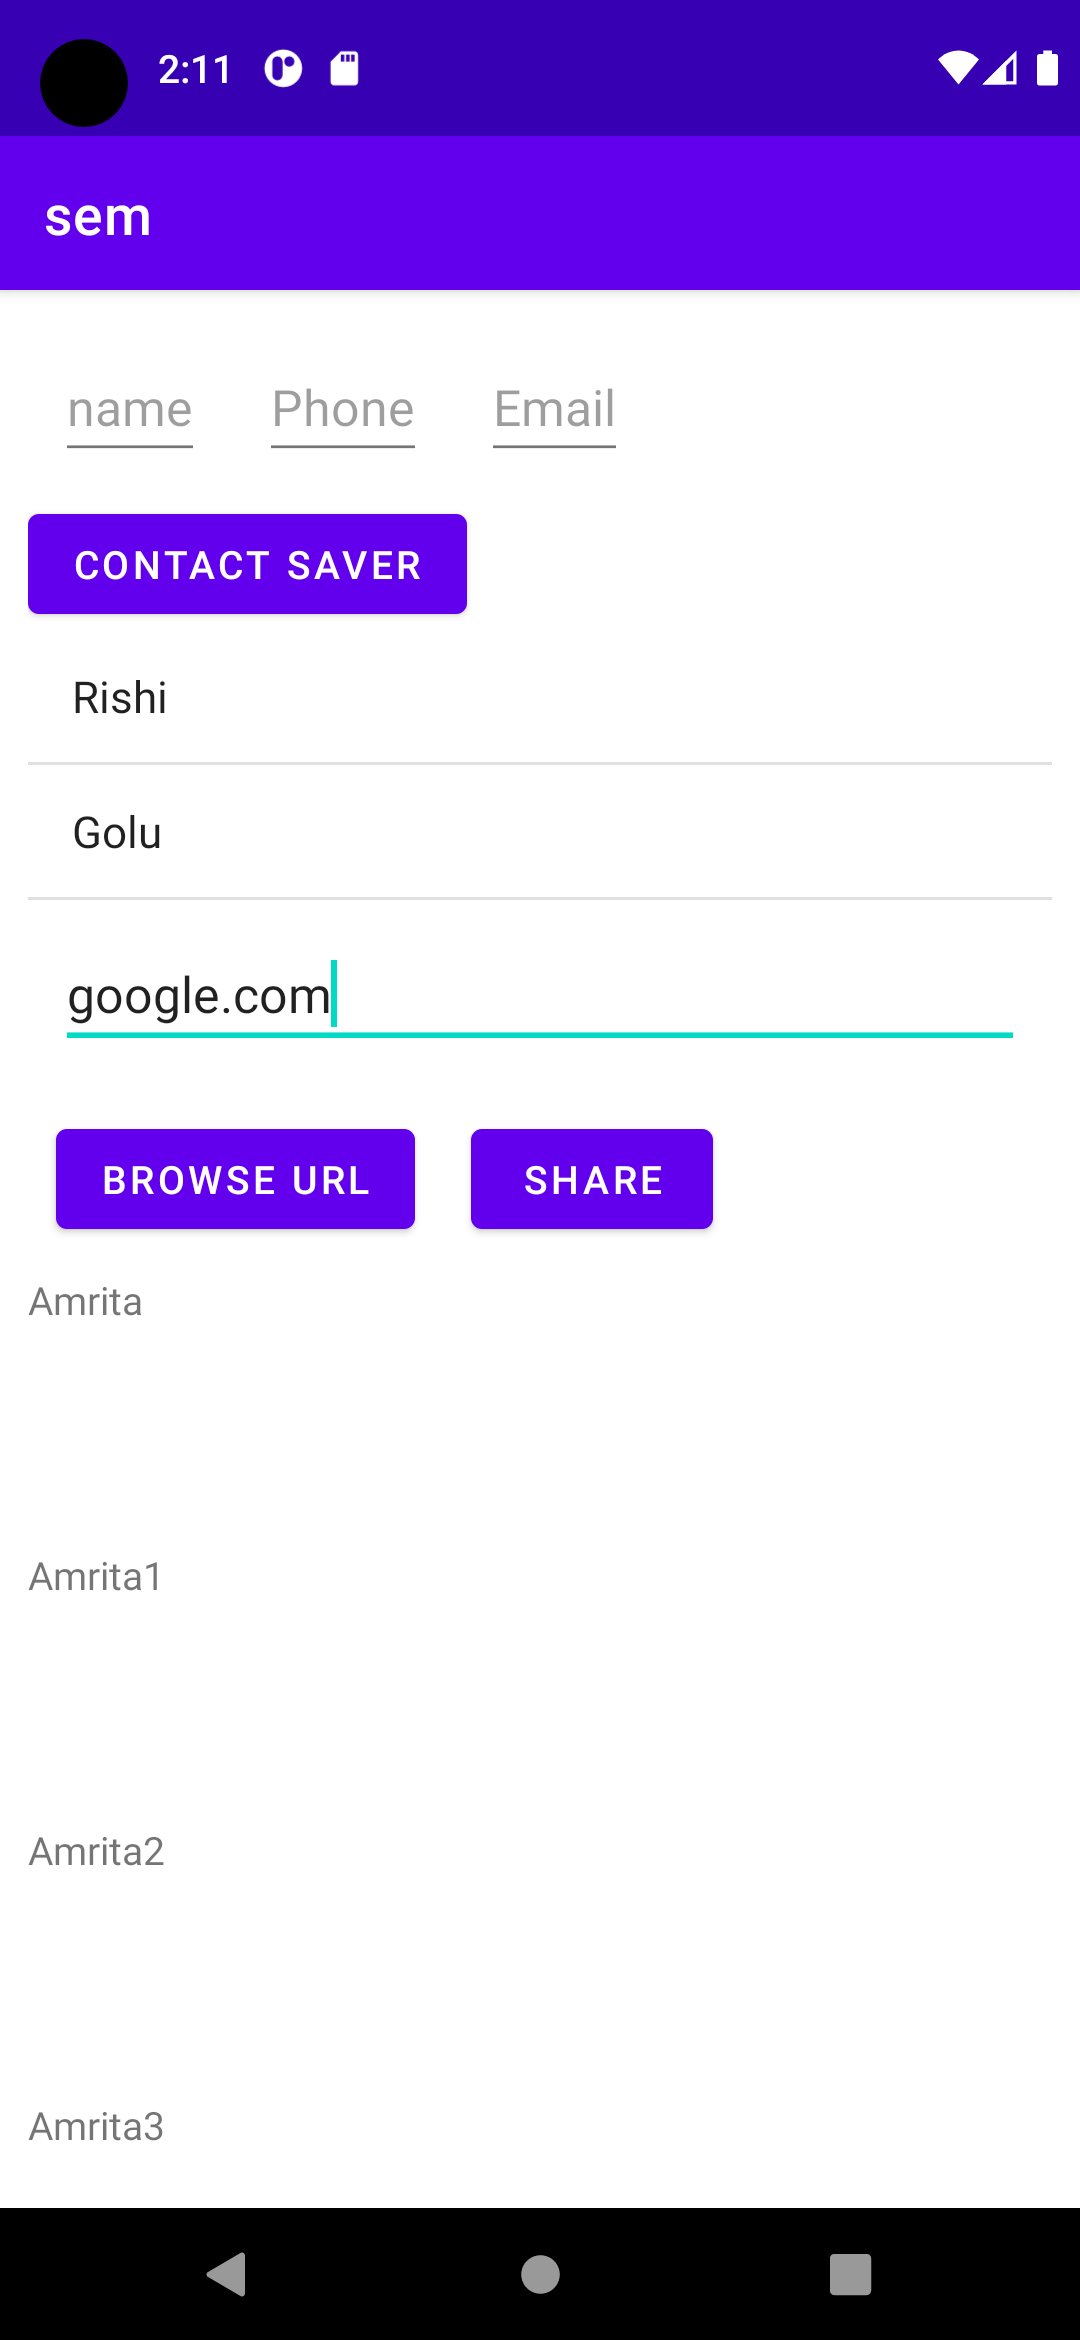 2:11
sem
name Phone Email
CONTACT SAVER
Rishi
Golu
google.com
BROWSE URL SHARE
Amrita
Amrita1
Amrita2
Amrita3